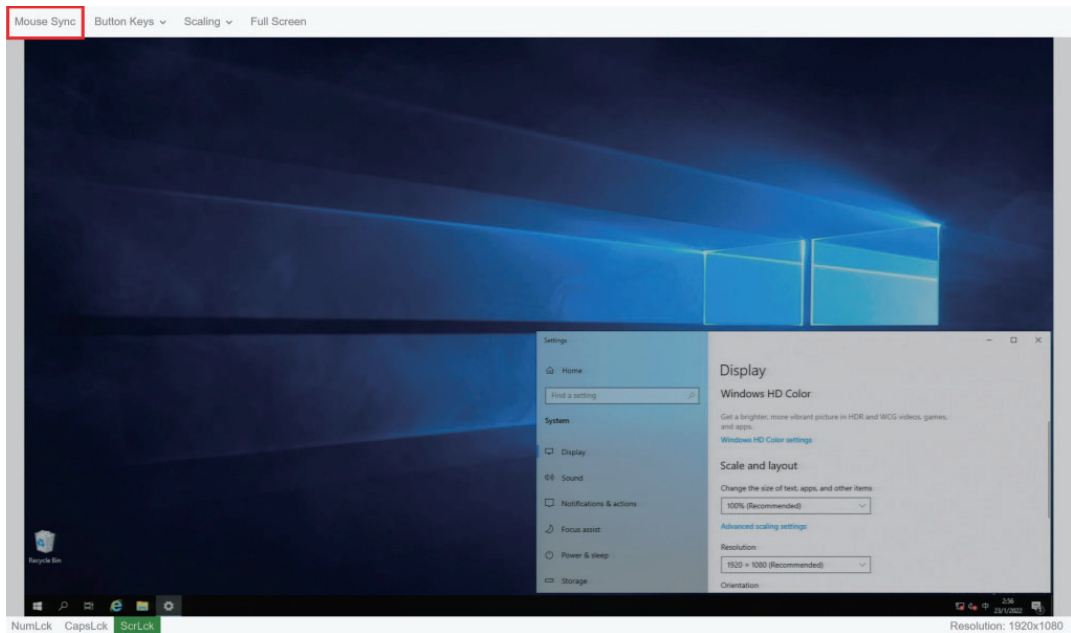 Mouse Sync Button Keys Scaling Full Screen
Settings
Home
Find a setting
System
Display
Sound
Notifications & actions
Focus assist
Power & sleep
Storage
Display
Windows HD Color
Get a brighter, more vibrant picture in HDR and WCG videos, games,
and apps.
Windows HD Color settings
Scale and layout
Change the size of text, apps, and other items
100% (Recommended)
Advanced scaling settings
Resolution
1920 × 1080 (Recommended)
Orientation
Recycle Bin
中
2:56
23/1/2022
NumLck CapsLck ScrLck
Resolution: 1920x1080